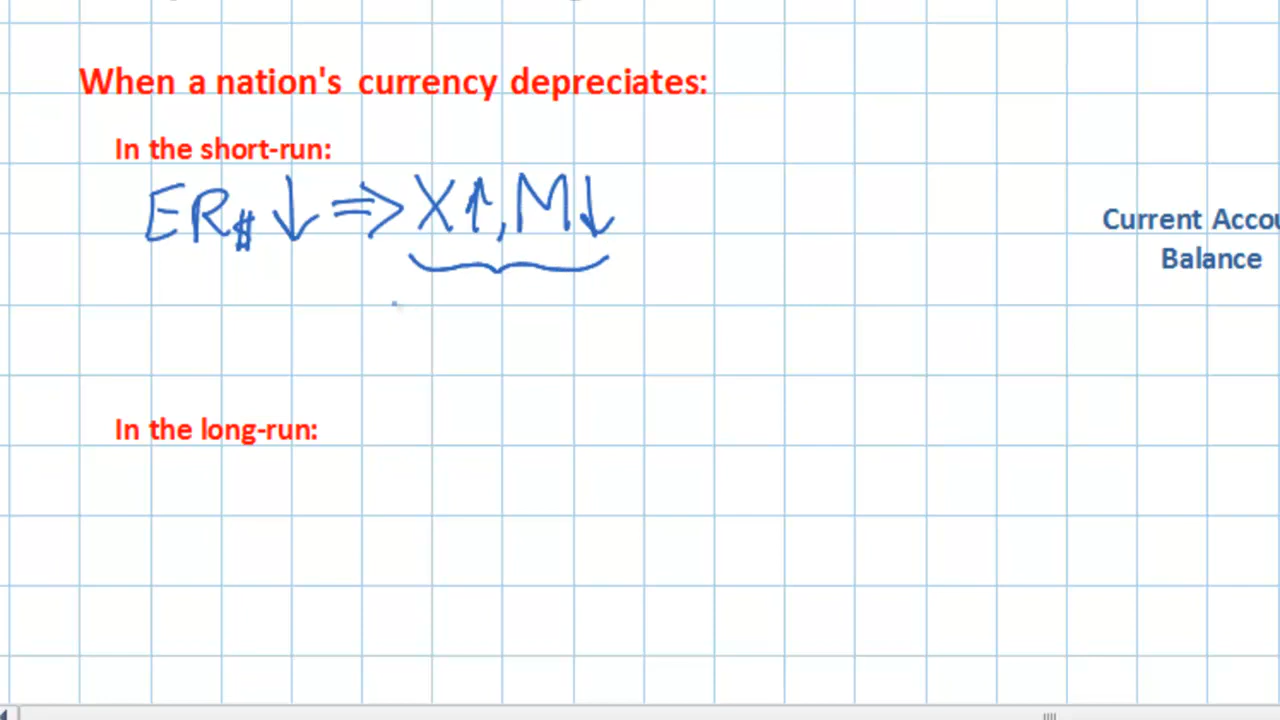 When a nation's currency depreciates:
In the short-run:
ER$ ↓ ⇒ X↑, M↓
Current Accou
Balance
In the long-run: